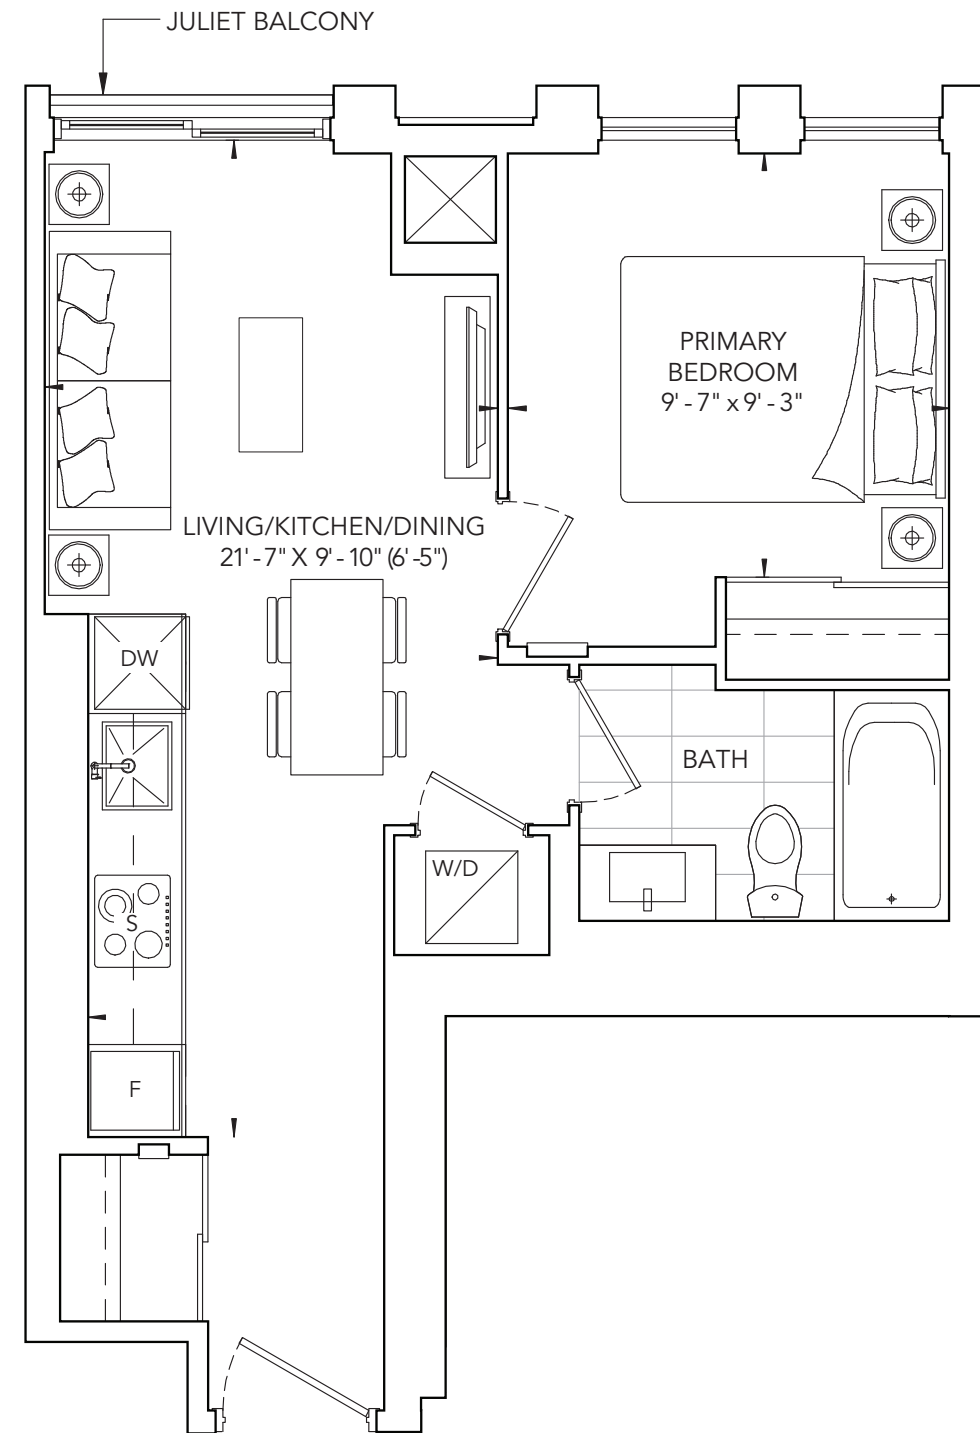 JULIET BALCONY
PRIMARY
BEDROOM
9'-7" x 9'-3"
LIVING/KITCHEN/DINING
21'-7" X 9'-10" (6'-5")
DW
BATH
W/D
S
F